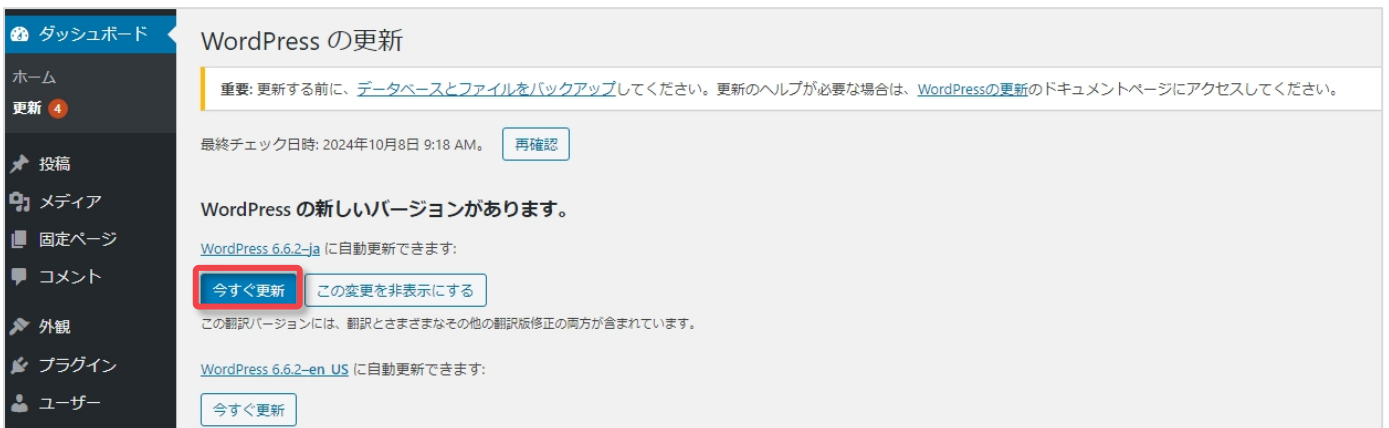 ダッシュボード
WordPress の更新
ホーム
重要: 更新する前に、データベースとファイルをバックアップしてください。更新のヘルプが必要な場合は、WordPressの更新のドキュメントページにアクセスしてください。
更新 4
最終チェック日時: 2024年10月8日 9:18 AM。 再確認
投稿
メディア
WordPress の新しいバージョンがあります。
固定ページ
WordPress 6.6.2–ja に自動更新できます:
コメント
今すぐ更新 この変更を非表示にする
この翻訳バージョンには、翻訳とさまざまなその他の翻訳版修正の両方が含まれています。
外観
プラグイン
WordPress 6.6.2–en_US に自動更新できます:
ユーザー
今すぐ更新